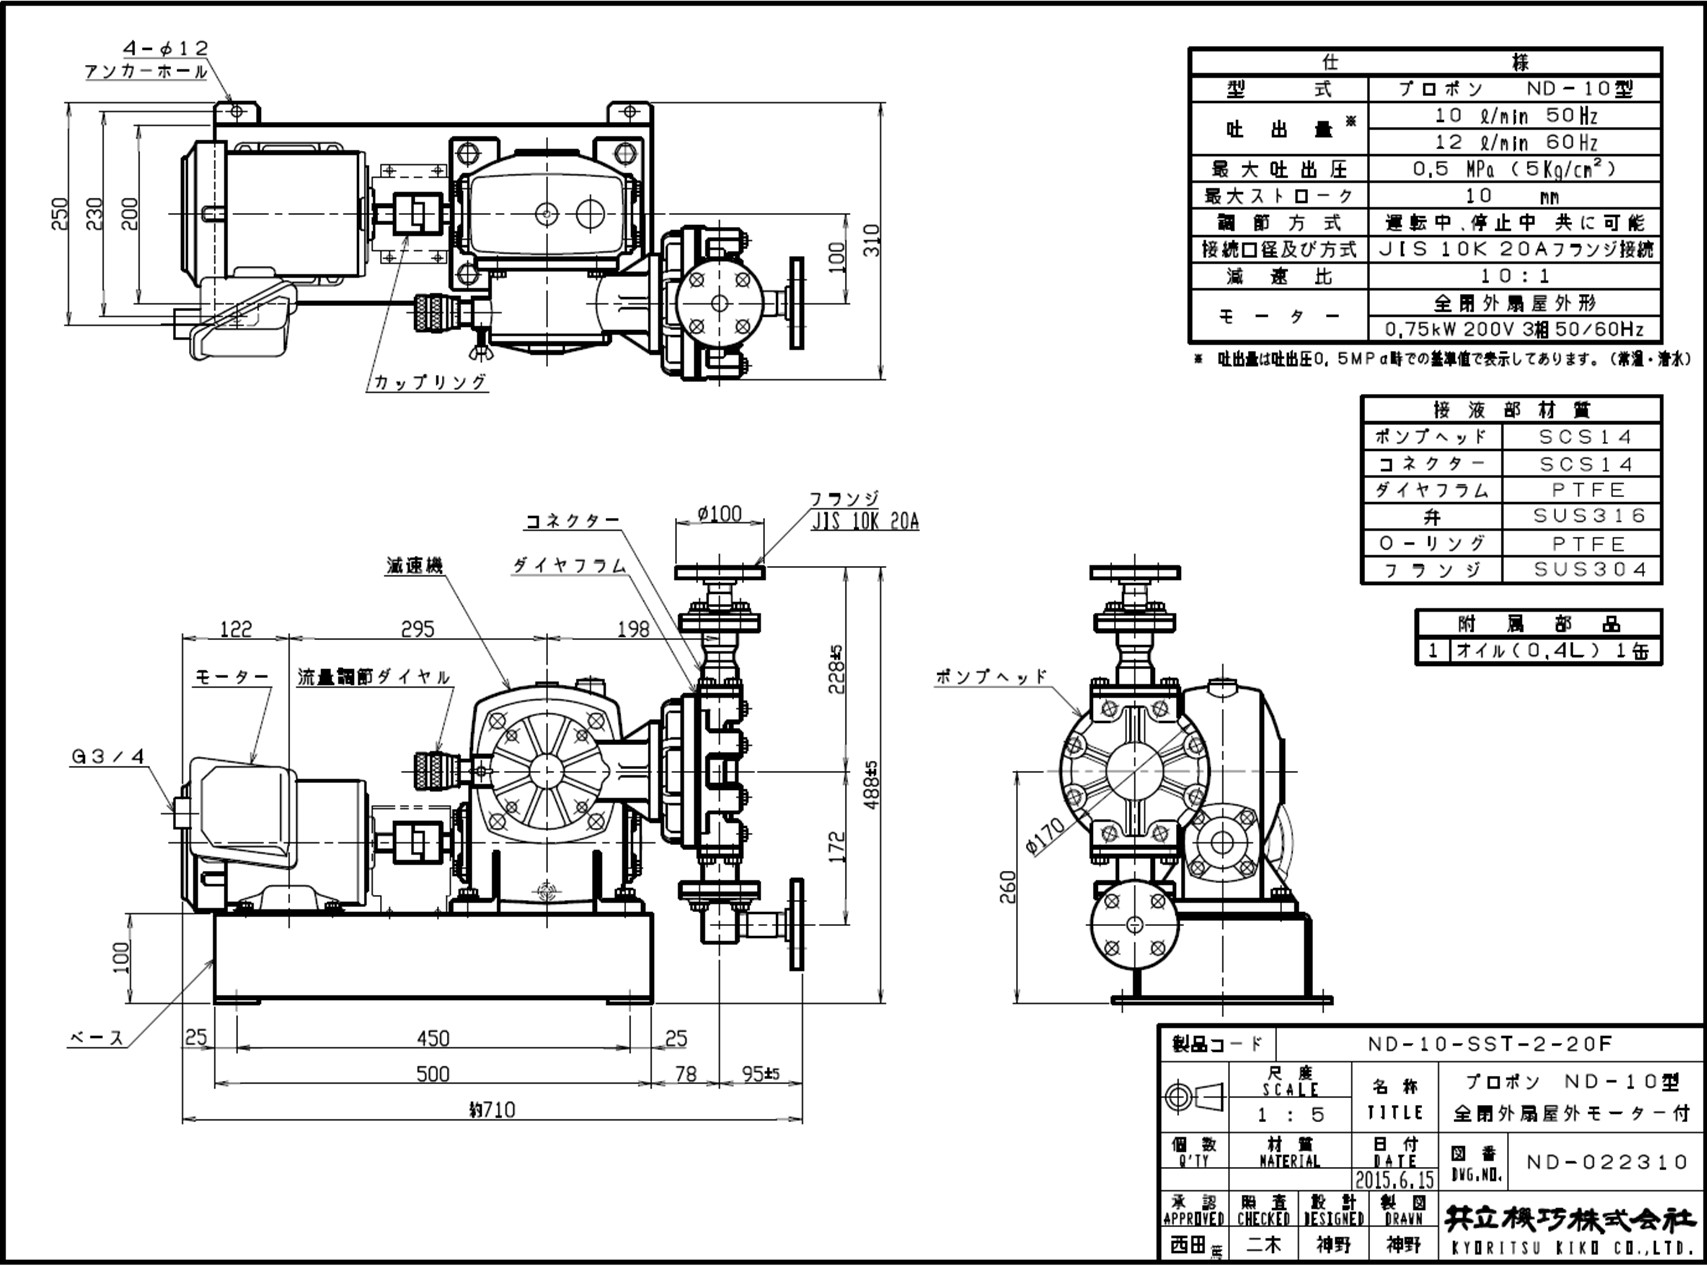 4-φ12
アンカーホール
250
230
200
100
310
カップリング
仕 様
型 式 プロポン ND-10型
吐 出 量※ 10 ℓ/min 50Hz
12 ℓ/min 60Hz
最大吐出圧 0,5 MPa (5Kg/cm²)
最大ストローク 10 mm
調節方式 運転中、停止中 共に可能
接続口径及び方式 JIS 10K 20Aフランジ接続
減速比 10:1
モーター 全閉外扇屋外形
0,75kW 200V 3相 50/60Hz
※ 吐出量は吐出圧0,5MPa時での基準値で表示してあります。(常温・清水)
接液部材質
ポンプヘッド SCS14
コネクター SCS14
ダイヤフラム PTFE
弁 SUS316
O-リング PTFE
フランジ SUS304
附属部品
1 オイル(0,4L) 1缶
フランジ
JIS 10K 20A
φ100
コネクター
ダイヤフラム
減速機
122
295
198
モーター
流量調節ダイヤル
G3/4
228±5
488±5
172
100
ベース
25
450
25
500
78
95±5
約710
ポンプヘッド
φ170
260
製品コード ND-10-SST-2-20F
尺度
SCALE
1 : 5
名称
TITLE
プロポン ND-10型
全閉外扇屋外モーター付
個数
Q'TY
材質
MATERIAL
日付
DATE
2015.6.15
図番
DWG.NO.
ND-022310
承認
APPROVED
照査
CHECKED
設計
DESIGNED
製図
DRAWN
西田 篤
二木
神野
神野
共立機巧株式会社
KYORITSU KIKO CO.,LTD.